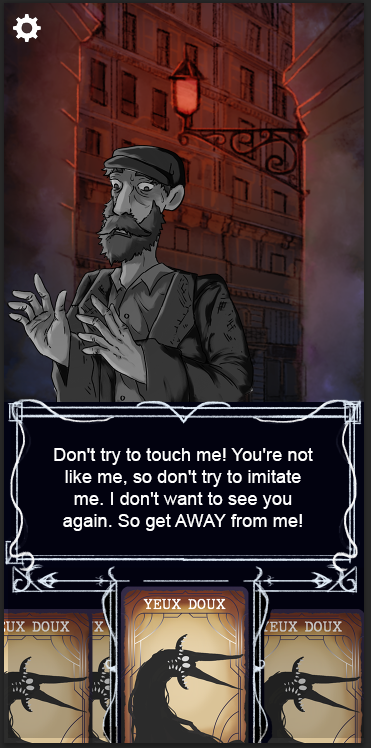 Don't try to touch me! You're not
like me, so don't try to imitate
me. I don't want to see you
again. So get AWAY from me!
YEUX DOUX
EUX DOUX
X
YEUX DOUX